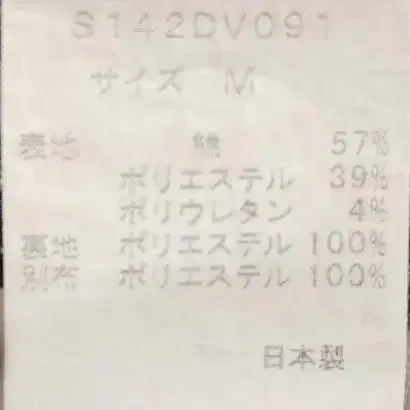 S142DV091
サイズ M
表地 綿 57%
ポリエステル 39%
ポリウレタン 4%
裏地 ポリエステル 100%
別布 ポリエステル 100%
日本製